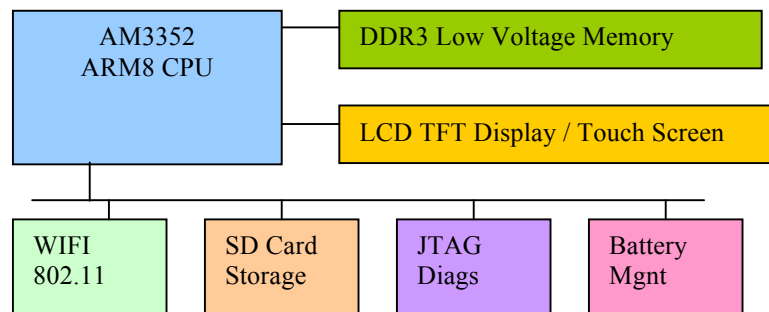 AM3352
ARM8 CPU
DDR3 Low Voltage Memory
LCD TFT Display / Touch Screen
WIFI
802.11
SD Card
Storage
JTAG
Diags
Battery
Mgnt